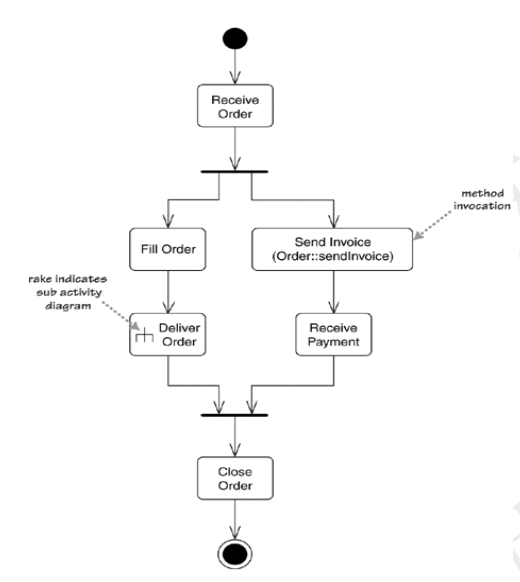 Receive
Order
method
invocation
Fill Order
Send Invoice
(Order::sendInvoice)
rake indicates
sub activity
diagram
Deliver
Order
Receive
Payment
Close
Order